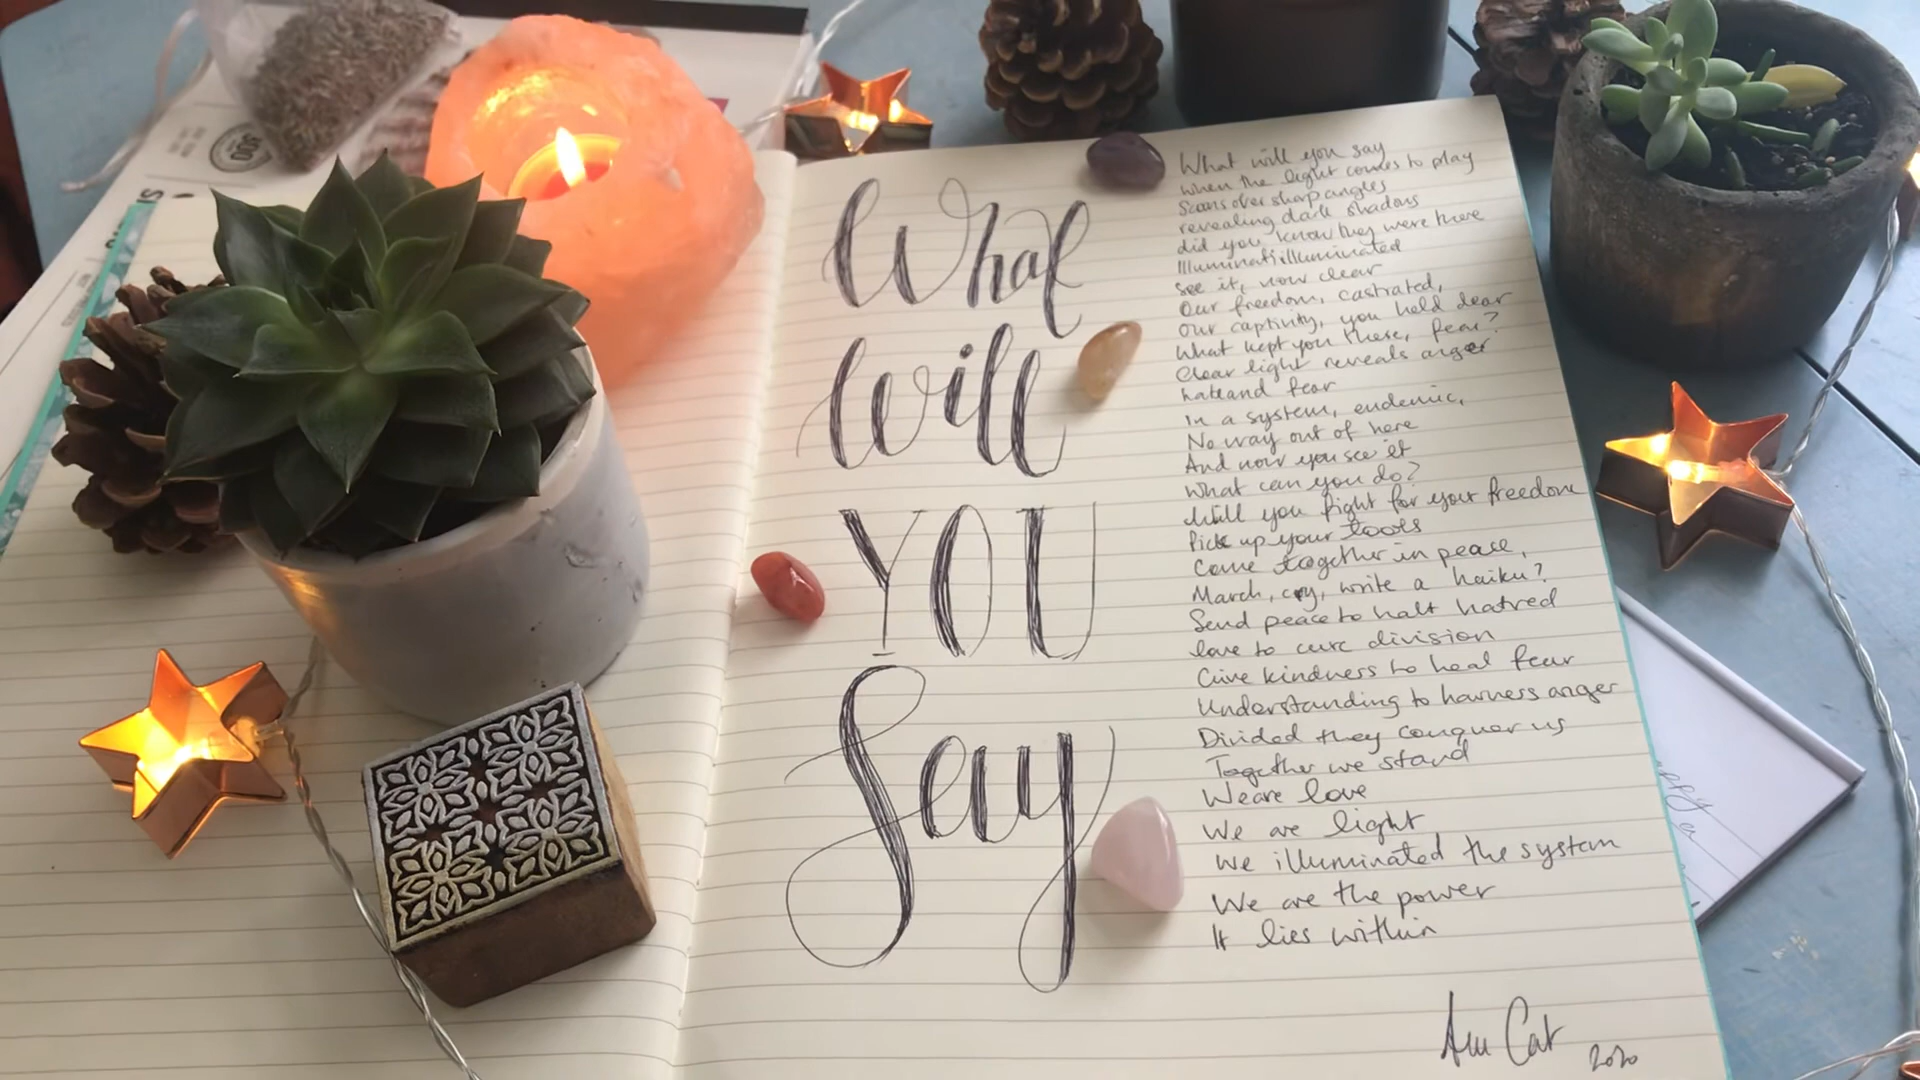 What
Will
YOU
Say
What will you say
when the light comes to play
Scans over sharp angles
revealing dark shadows
did you know they were there
Illuminati illuminated
see it, now clear
Our freedom, castrated,
our captivity, you held dear
What kept you there, fear?
Clear light reveals anger
hate and fear
In a system, endemic,
No way out of here
And now you see it
What can you do?
Will you fight for your freedom
Pick up your tools
Come together in peace,
March, cry, write a haiku?
Send peace to halt hatred
love to cure division
Give kindness to heal fear
Understanding to harness anger
Divided they conquer us
Together we stand
We are love
We are light
We illuminated the system
We are the power
It lies within
Cat 2020